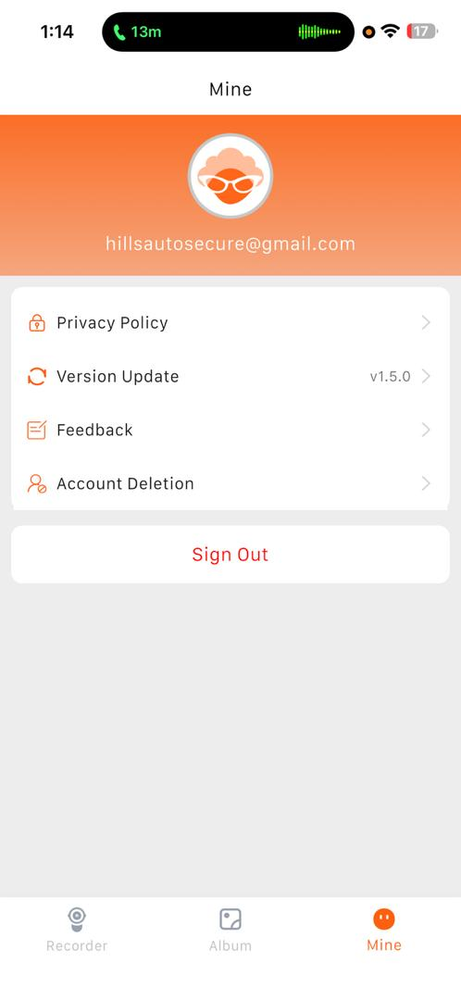 1:14
13m
17
Mine
hillsautosecure@gmail.com
Privacy Policy
Version Update v1.5.0
Feedback
Account Deletion
Sign Out
Recorder Album Mine